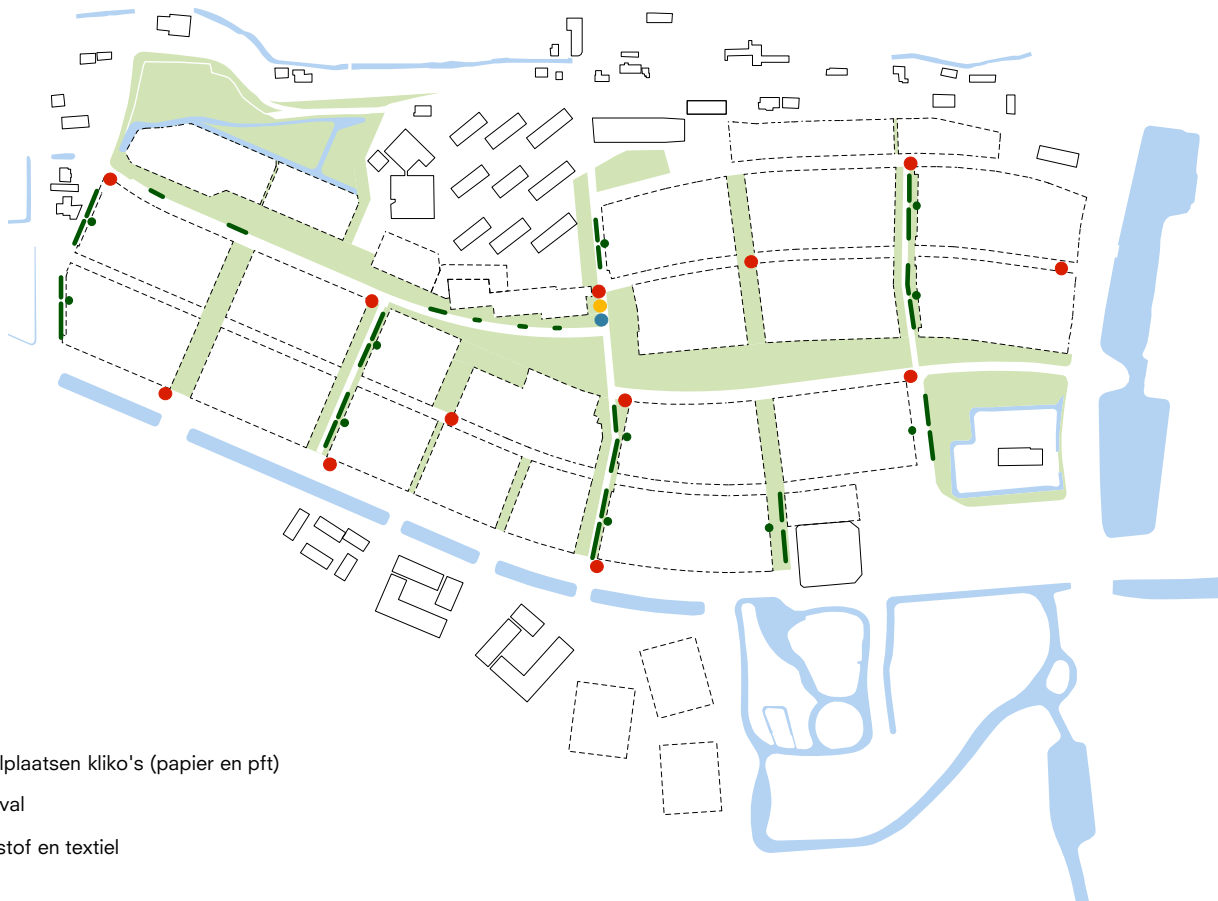 lplaatsen kliko's (papier en pft)
val
stof en textiel